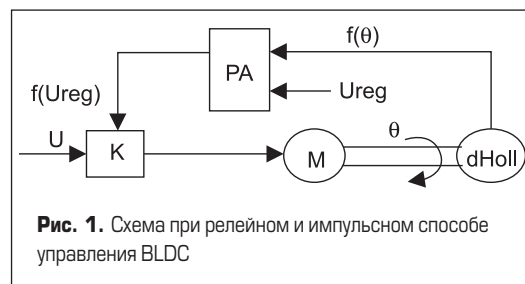 f(θ)
PA
f(Ureg)
Ureg
U
K
M
θ
dHoll
Рис. 1. Схема при релейном и импульсном способе
управления BLDC